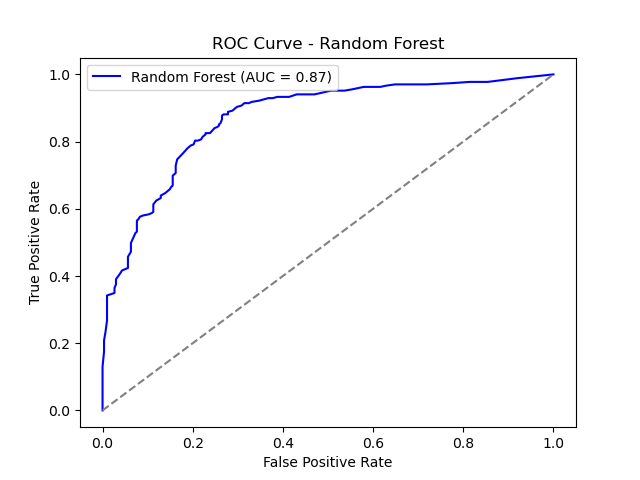 ROC Curve - Random Forest
Random Forest (AUC = 0.87)
1.0
0.8
0.6
0.4
0.2
0.0
True Positive Rate
0.0 0.2 0.4 0.6 0.8 1.0
False Positive Rate